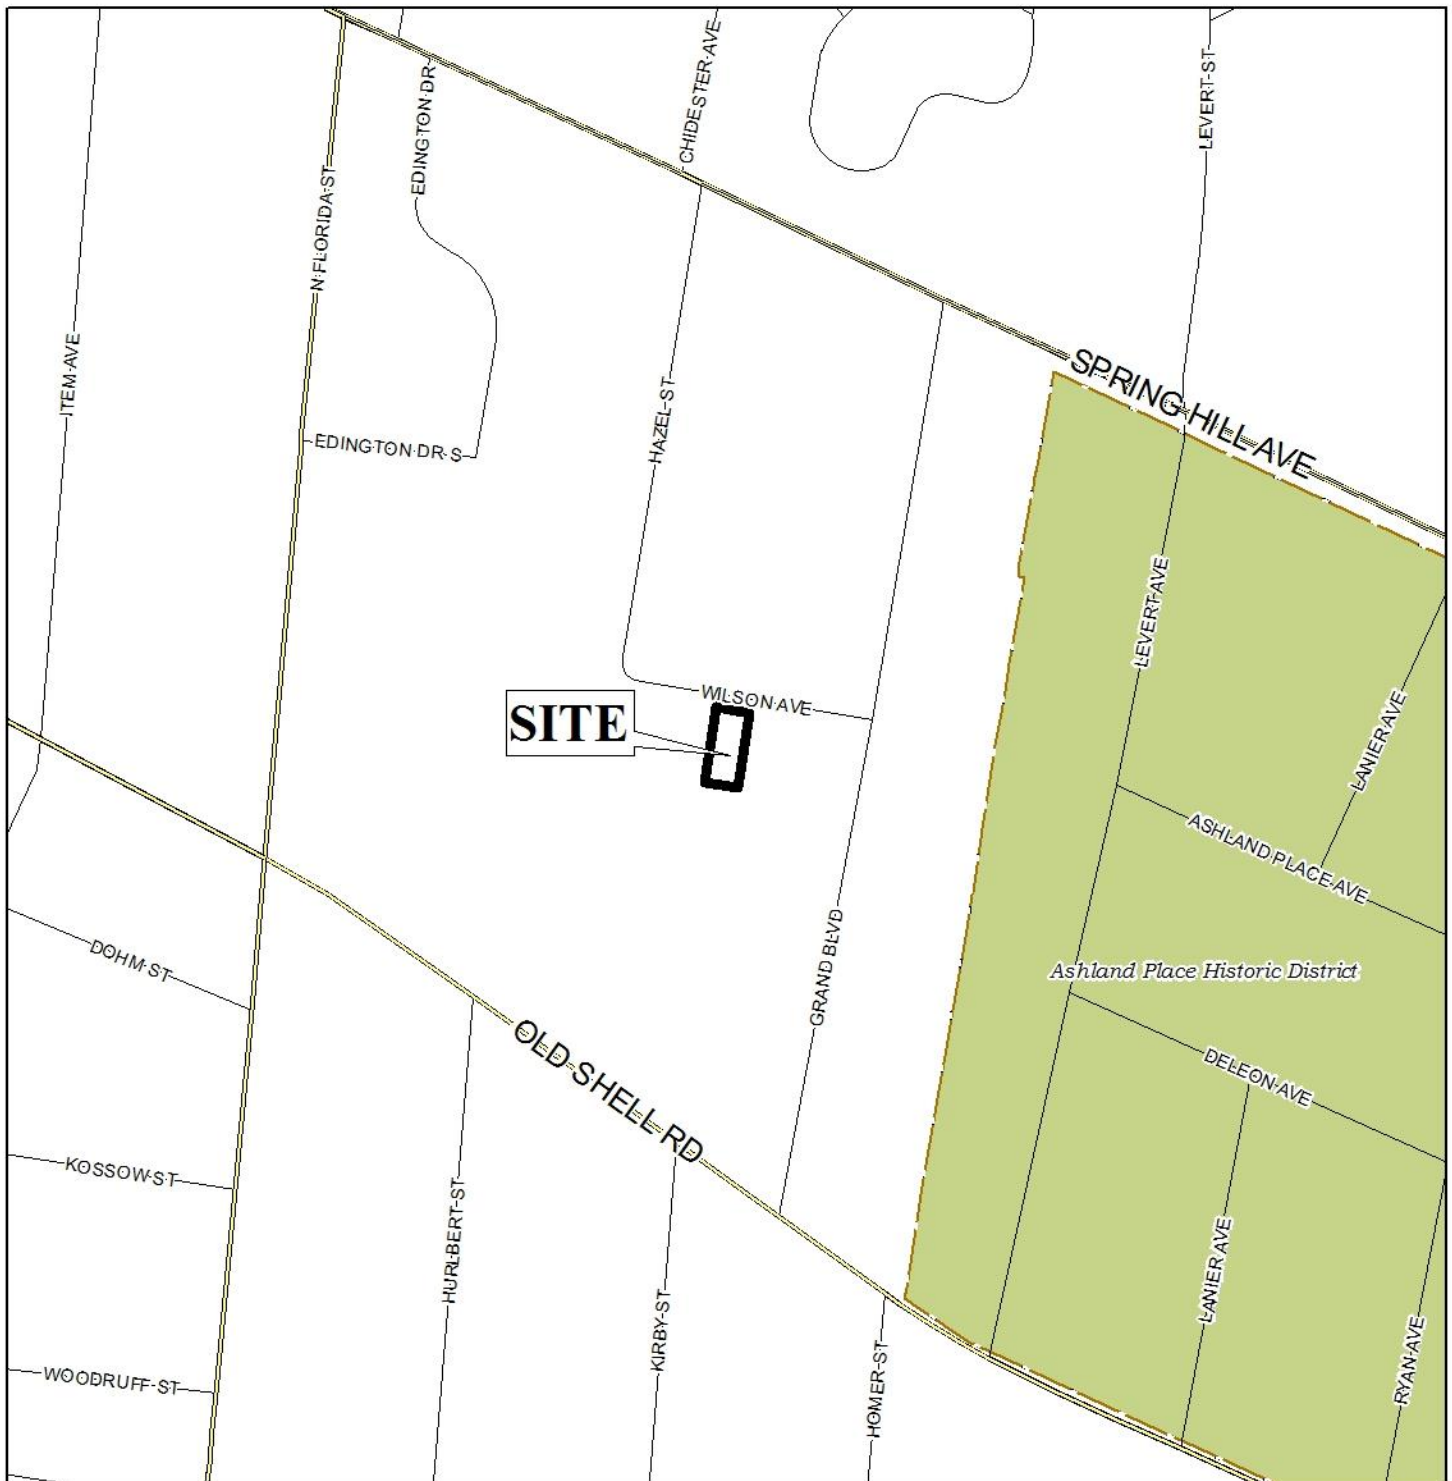 CHIDESTER AVE
EDINGTON DR
LEVERT ST
N FLORIDA ST
ITEM AVE
SPRING HILL AVE
HAZEL ST
EDINGTON DR S
LEVERT AVE
WILSON AVE
SITE
LANIER AVE
ASHLAND PLACE AVE
GRAND BLVD
DOHM ST
Ashland Place Historic District
OLD SHELL RD
DELEON AVE
KOSSOW ST
HURLBERT ST
LANIER AVE
KIRBY ST
HOMER ST
RYAN AVE
WOODRUFF ST